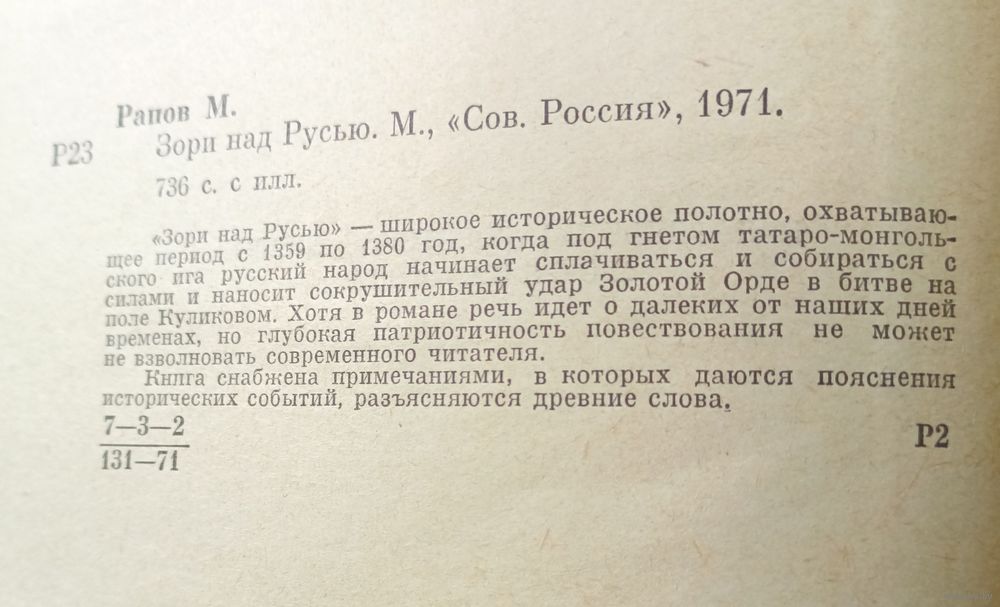 Рапов М.
Р23 Зори над Русью. М., «Сов. Россия», 1971.
736 с. с илл.
«Зори над Русью» — широкое историческое полотно, охватываю-
щее период с 1359 по 1380 год, когда под гнетом татаро-монголь-
ского ига русский народ начинает сплачиваться и собираться с
силами и наносит сокрушительный удар Золотой Орде в битве на
поле Куликовом. Хотя в романе речь идет о далеких от наших дней
временах, но глубокая патриотичность повествования не может
не взволновать современного читателя.
Книга снабжена примечаниями, в которых даются пояснения
исторических событий, разъясняются древние слова.
7—3—2
131—71
Р2